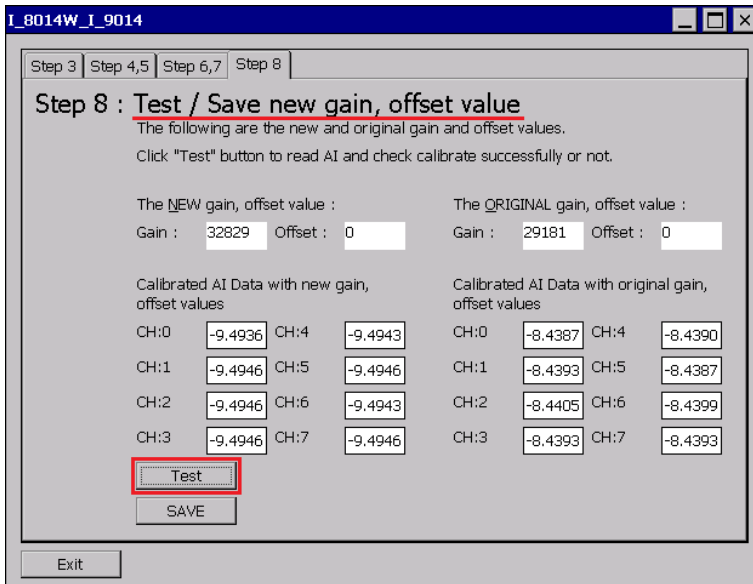 I_8014W_I_9014
Step 3 Step 4,5 Step 6,7 Step 8
Step 8 : Test / Save new gain, offset value
The following are the new and original gain and offset values.
Click "Test" button to read AI and check calibrate successfully or not.
The NEW gain, offset value : The ORIGINAL gain, offset value :
Gain : 32829 Offset : 0 Gain : 29181 Offset : 0
Calibrated AI Data with new gain, Calibrated AI Data with original gain,
offset values offset values
CH:0 -9.4936 CH:4 -9.4943 CH:0 -8.4387 CH:4 -8.4390
CH:1 -9.4946 CH:5 -9.4946 CH:1 -8.4393 CH:5 -8.4387
CH:2 -9.4946 CH:6 -9.4943 CH:2 -8.4405 CH:6 -8.4399
CH:3 -9.4946 CH:7 -9.4946 CH:3 -8.4393 CH:7 -8.4393
Test
SAVE
Exit